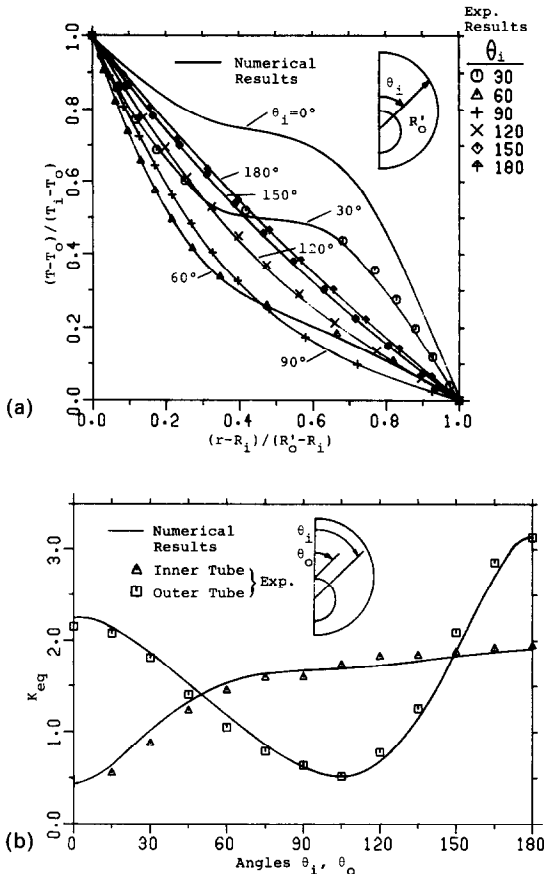 Exp.
Results
θi
30
60
90
120
150
180
Numerical
Results
θi
R'o
θi=0°
180°
150°
30°
120°
60°
90°
(T-To)/(Ti-To)
1.0
0.8
0.6
0.4
0.2
0.0
0.0 0.2 0.4 0.6 0.8 1.0
(r-Ri)/(R'o-Ri)
(a)
Numerical
Results
Inner Tube
Outer Tube
} Exp.
θi
θo
Keq
3.0
2.0
1.0
0.0
0 30 60 90 120 150 180
Angles θi, θo
(b)